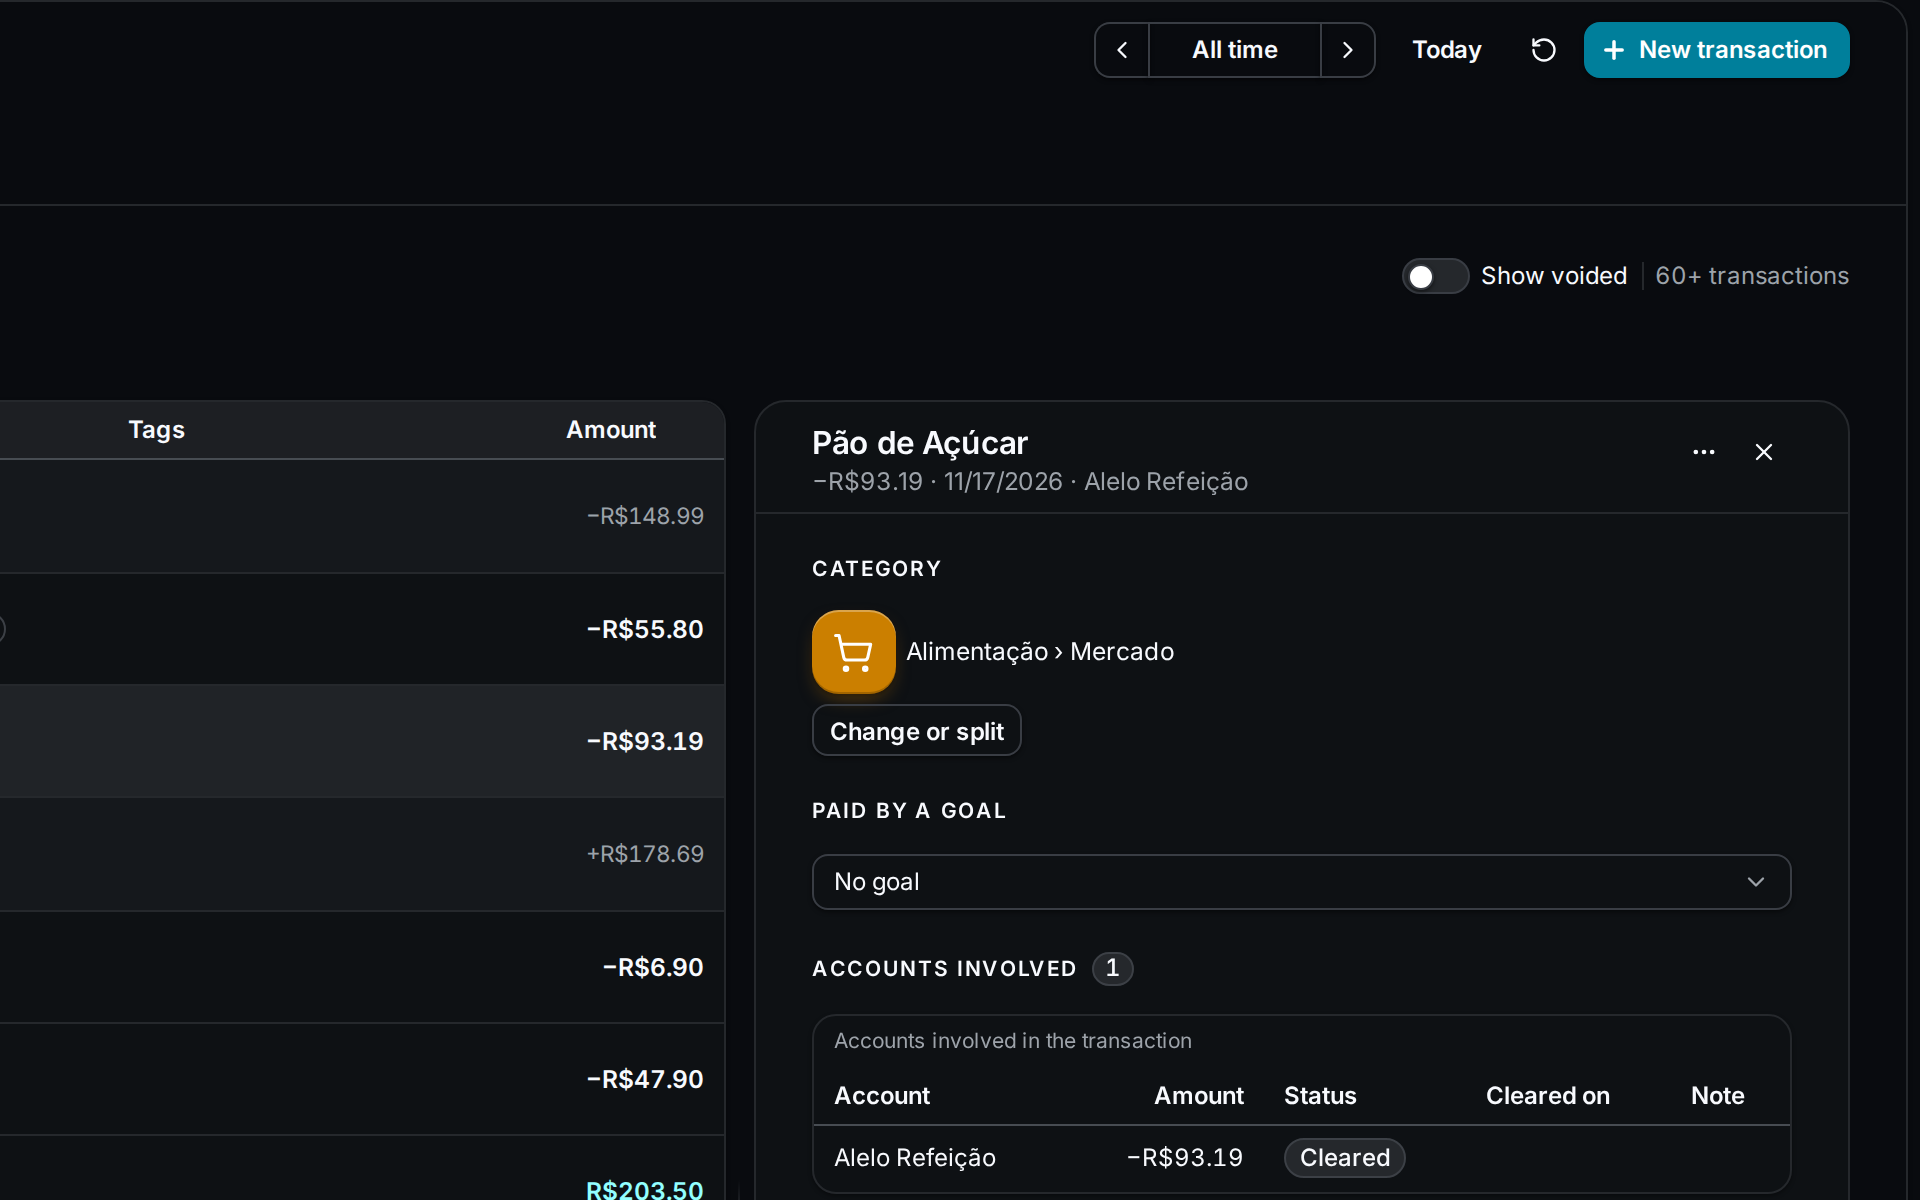 All time
Today
New transaction
Show voided
60+ transactions
Tags
Amount
−R$148.99
−R$55.80
−R$93.19
+R$178.69
−R$6.90
−R$47.90
R$203.50
Pão de Açúcar
−R$93.19 · 11/17/2026 · Alelo Refeição
CATEGORY
Alimentação › Mercado
Change or split
PAID BY A GOAL
No goal
ACCOUNTS INVOLVED 1
Accounts involved in the transaction
Account Amount Status Cleared on Note
Alelo Refeição −R$93.19 Cleared